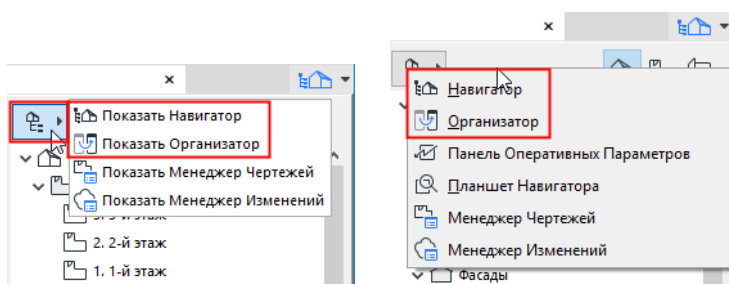 Показать Навигатор
Показать Организатор
Показать Менеджер Чертежей
Показать Менеджер Изменений
2. 2-й этаж
1. 1-й этаж
Навигатор
Организатор
Панель Оперативных Параметров
Планшет Навигатора
Менеджер Чертежей
Менеджер Изменений
Фасады